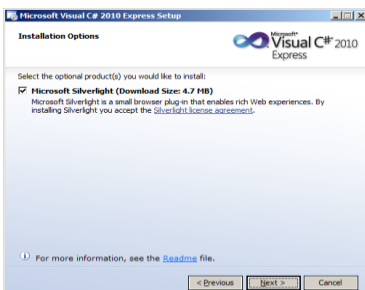 Microsoft Visual C# 2010 Express Setup
Installation Options
Microsoft®
Visual C#® 2010
Express
Select the optional product(s) you would like to install:
Microsoft Silverlight (Download Size: 4.7 MB)
Microsoft Silverlight is a small browser plug-in that enables rich Web experiences. By
installing Silverlight you accept the Silverlight license agreement.
For more information, see the Readme file.
< Previous
Next >
Cancel